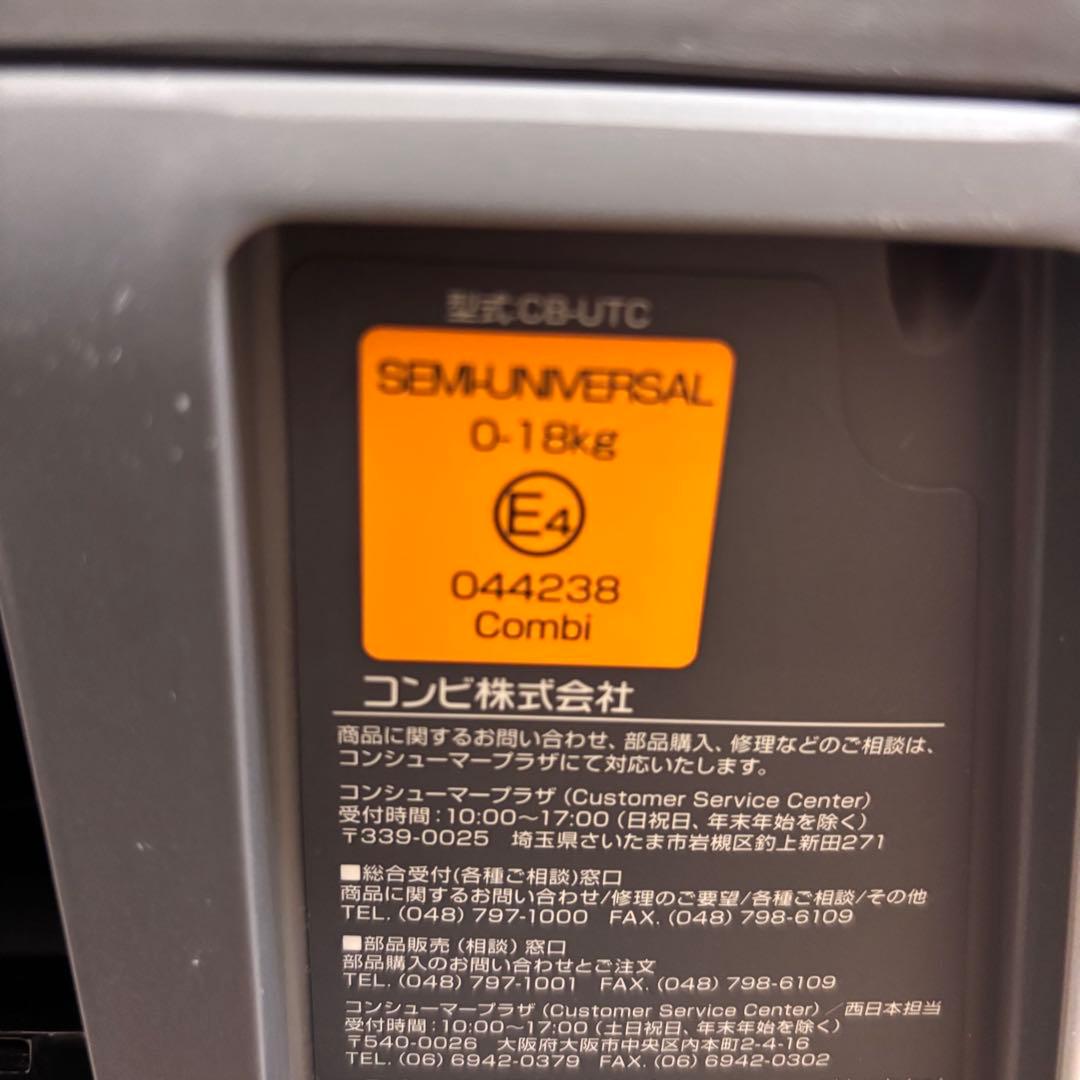 型式CB-UTC
SEMI-UNIVERSAL
0-18kg
E4
044238
Combi
コンビ株式会社
商品に関するお問い合わせ、部品購入、修理などのご相談は、
コンシューマープラザにて対応いたします。
コンシューマープラザ (Customer Service Center)
受付時間：10:00～17:00 (日祝日、年末年始を除く)
〒339-0025 埼玉県さいたま市岩槻区釣上新田271
■総合受付(各種ご相談)窓口
商品に関するお問い合わせ/修理のご要望/各種ご相談/その他
TEL. (048) 797-1000 FAX. (048) 798-6109
■部品販売 (相談) 窓口
部品購入のお問い合わせとご注文
TEL. (048) 797-1001 FAX. (048) 798-6109
コンシューマープラザ (Customer Service Center)／西日本担当
受付時間：10:00～17:00 (土日祝日、年末年始を除く)
〒540-0026 大阪府大阪市中央区内本町2-4-16
TEL. (06) 6942-0379 FAX. (06) 6942-0302